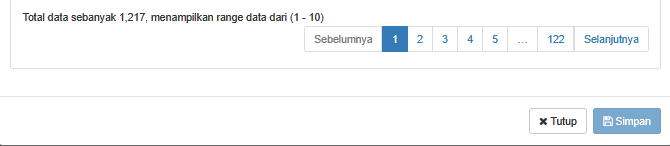 Total data sebanyak 1,217, menampilkan range data dari (1 - 10)
Sebelumnya 1 2 3 4 5 ... 122 Selanjutnya
Tutup Simpan